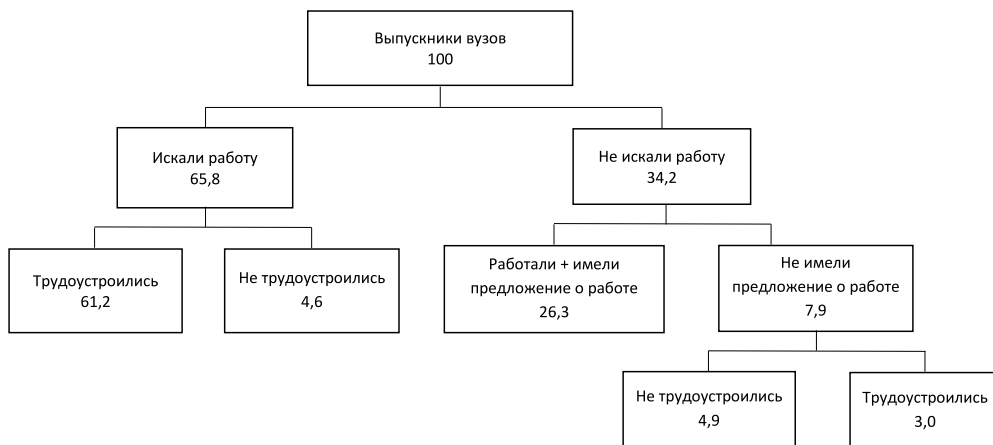 Выпускники вузов
100
Искали работу
65,8
Не искали работу
34,2
Трудоустроились
61,2
Не трудоустроились
4,6
Работали + имели
предложение о работе
26,3
Не имели
предложение о работе
7,9
Не трудоустроились
4,9
Трудоустроились
3,0